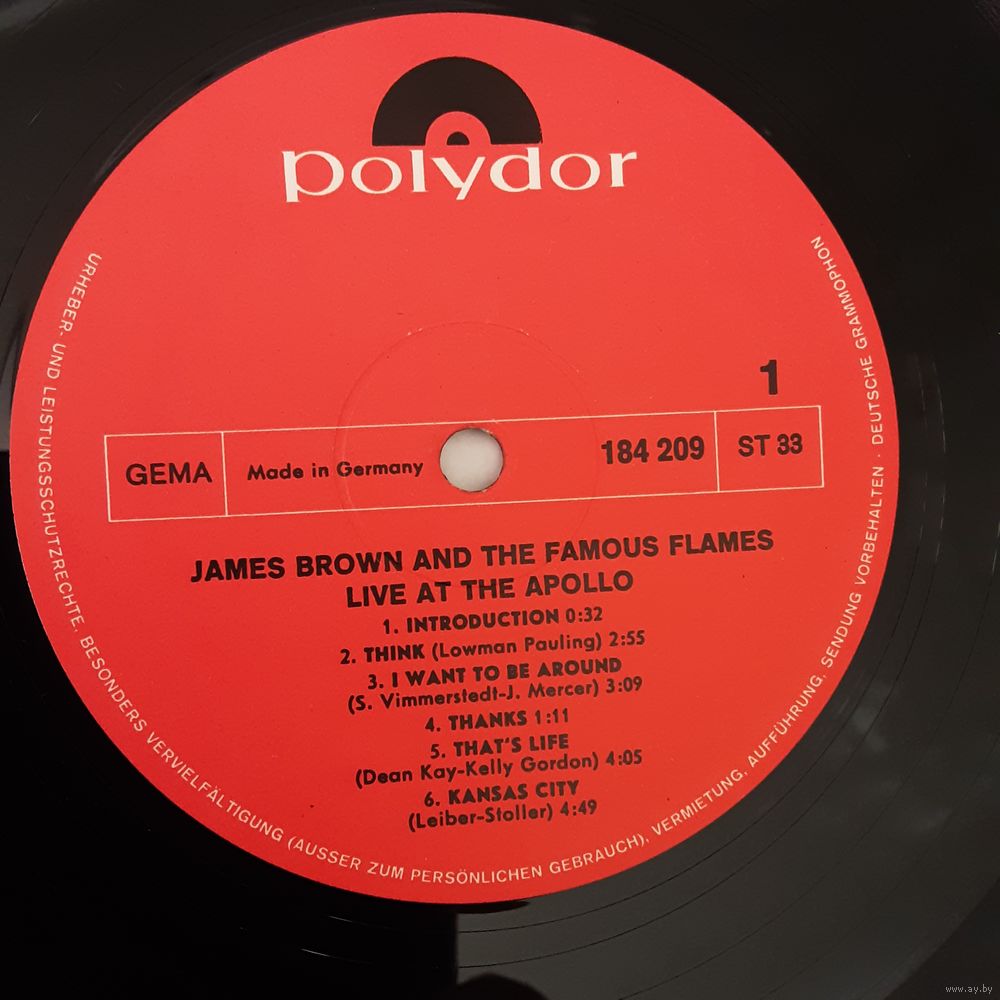 polydor
1
GEMA
Made in Germany
184 209
ST 33
JAMES BROWN AND THE FAMOUS FLAMES
LIVE AT THE APOLLO
1. INTRODUCTION 0:32
2. THINK (Lowman Pauling) 2:55
3. I WANT TO BE AROUND
(S. Vimmerstedt-J. Mercer) 3:09
4. THANKS 1:11
5. THAT'S LIFE
(Dean Kay-Kelly Gordon) 4:05
6. KANSAS CITY
(Leiber-Stoller) 4:49
URHEBER- UND LEISTUNGSSCHUTZRECHTE, BESONDERS VERVIELFÄLTIGUNG (AUSSER ZUM PERSÖNLICHEN GEBRAUCH), VERMIETUNG, AUFFÜHRUNG, SENDUNG VORBEHALTEN · DEUTSCHE GRAMMOPHON
www.ay.by